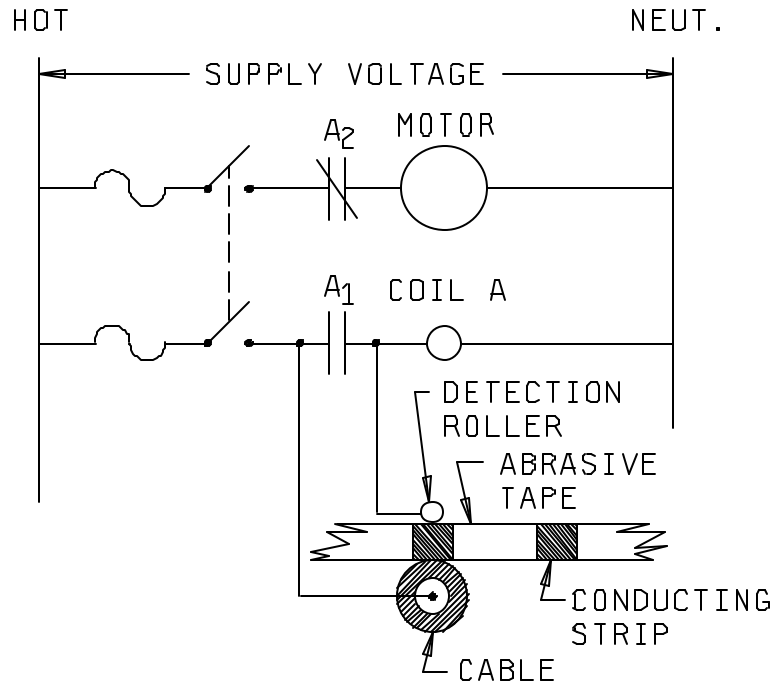 HOT
NEUT.
SUPPLY VOLTAGE
A2
MOTOR
A1
COIL A
DETECTION
ROLLER
ABRASIVE
TAPE
CONDUCTING
STRIP
CABLE